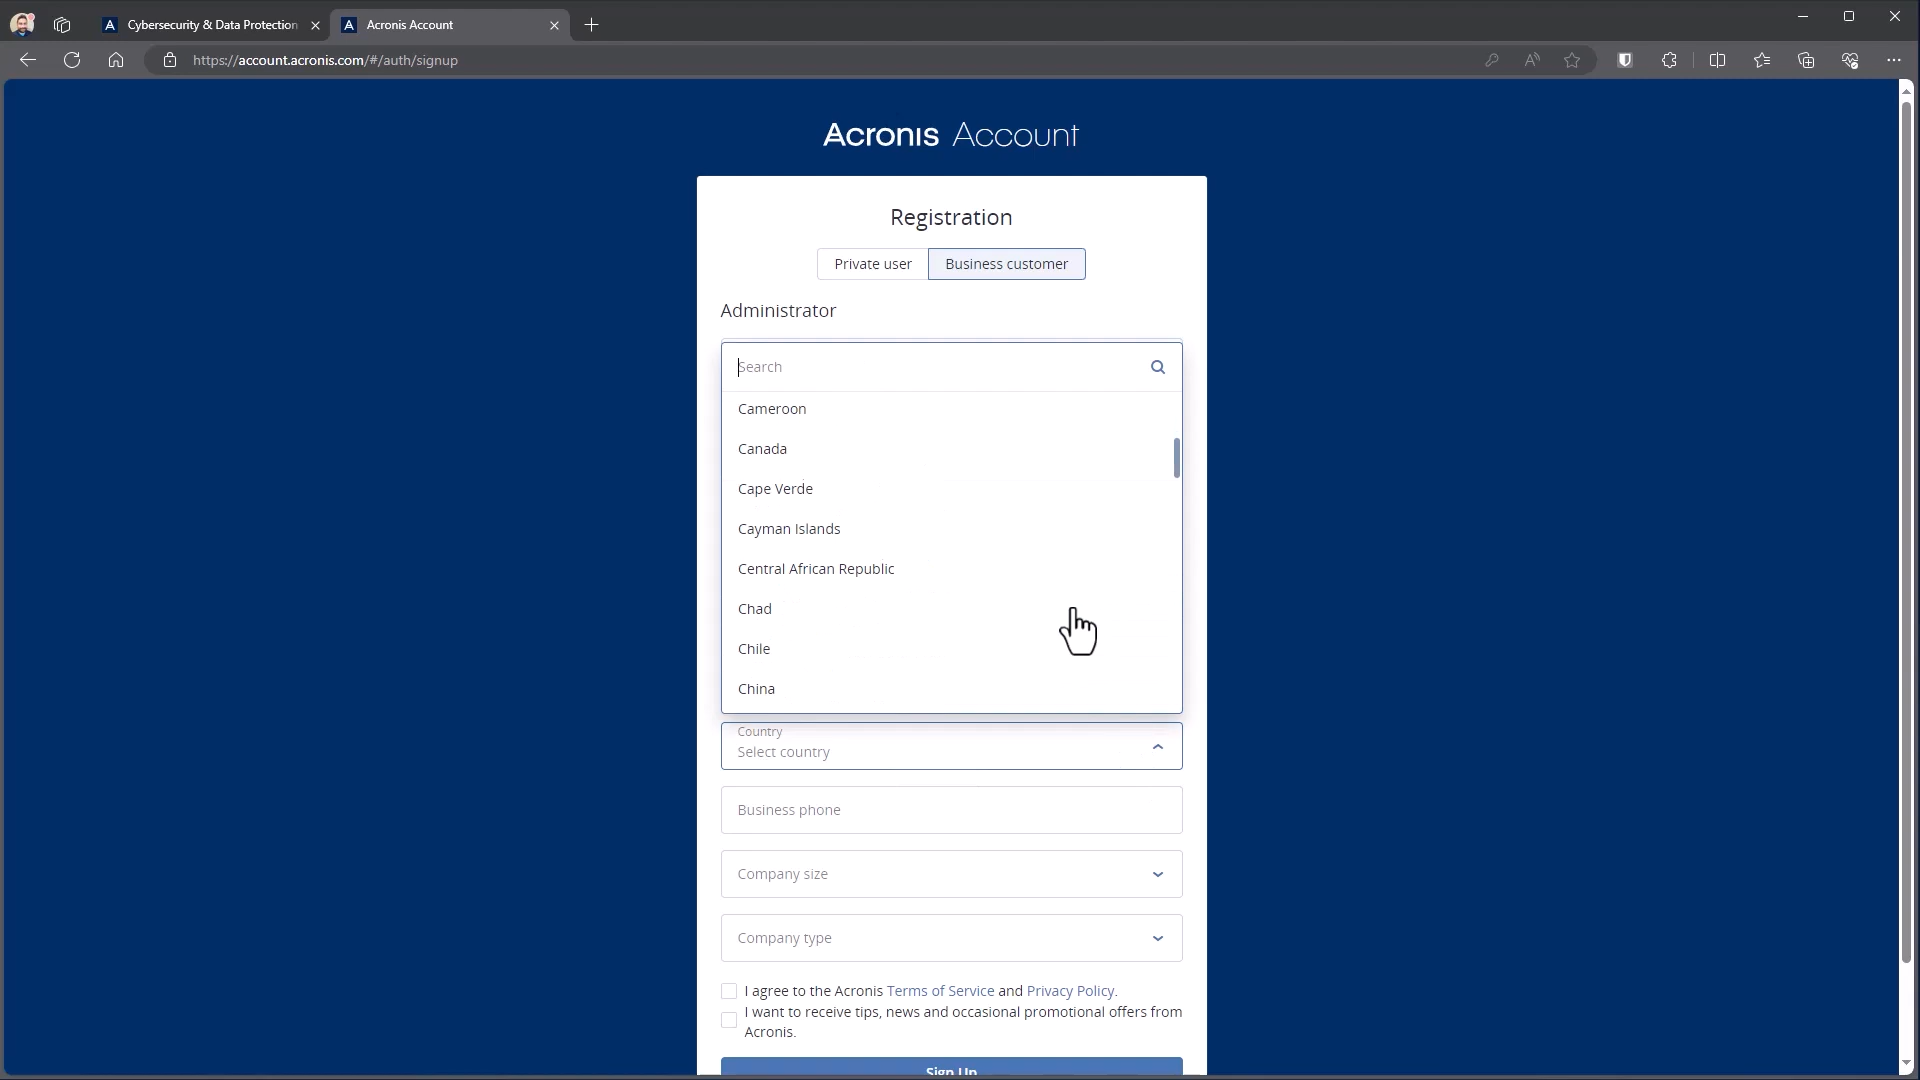 Cybersecurity & Data Protection
Acronis Account
https://account.acronis.com/#/auth/signup
Acronis Account
Registration
Private user
Business customer
Administrator
Search
Cameroon
Canada
Cape Verde
Cayman Islands
Central African Republic
Chad
Chile
China
Country
Select country
Business phone
Company size
Company type
I agree to the Acronis Terms of Service and Privacy Policy.
I want to receive tips, news and occasional promotional offers from
Acronis.
Sign Up